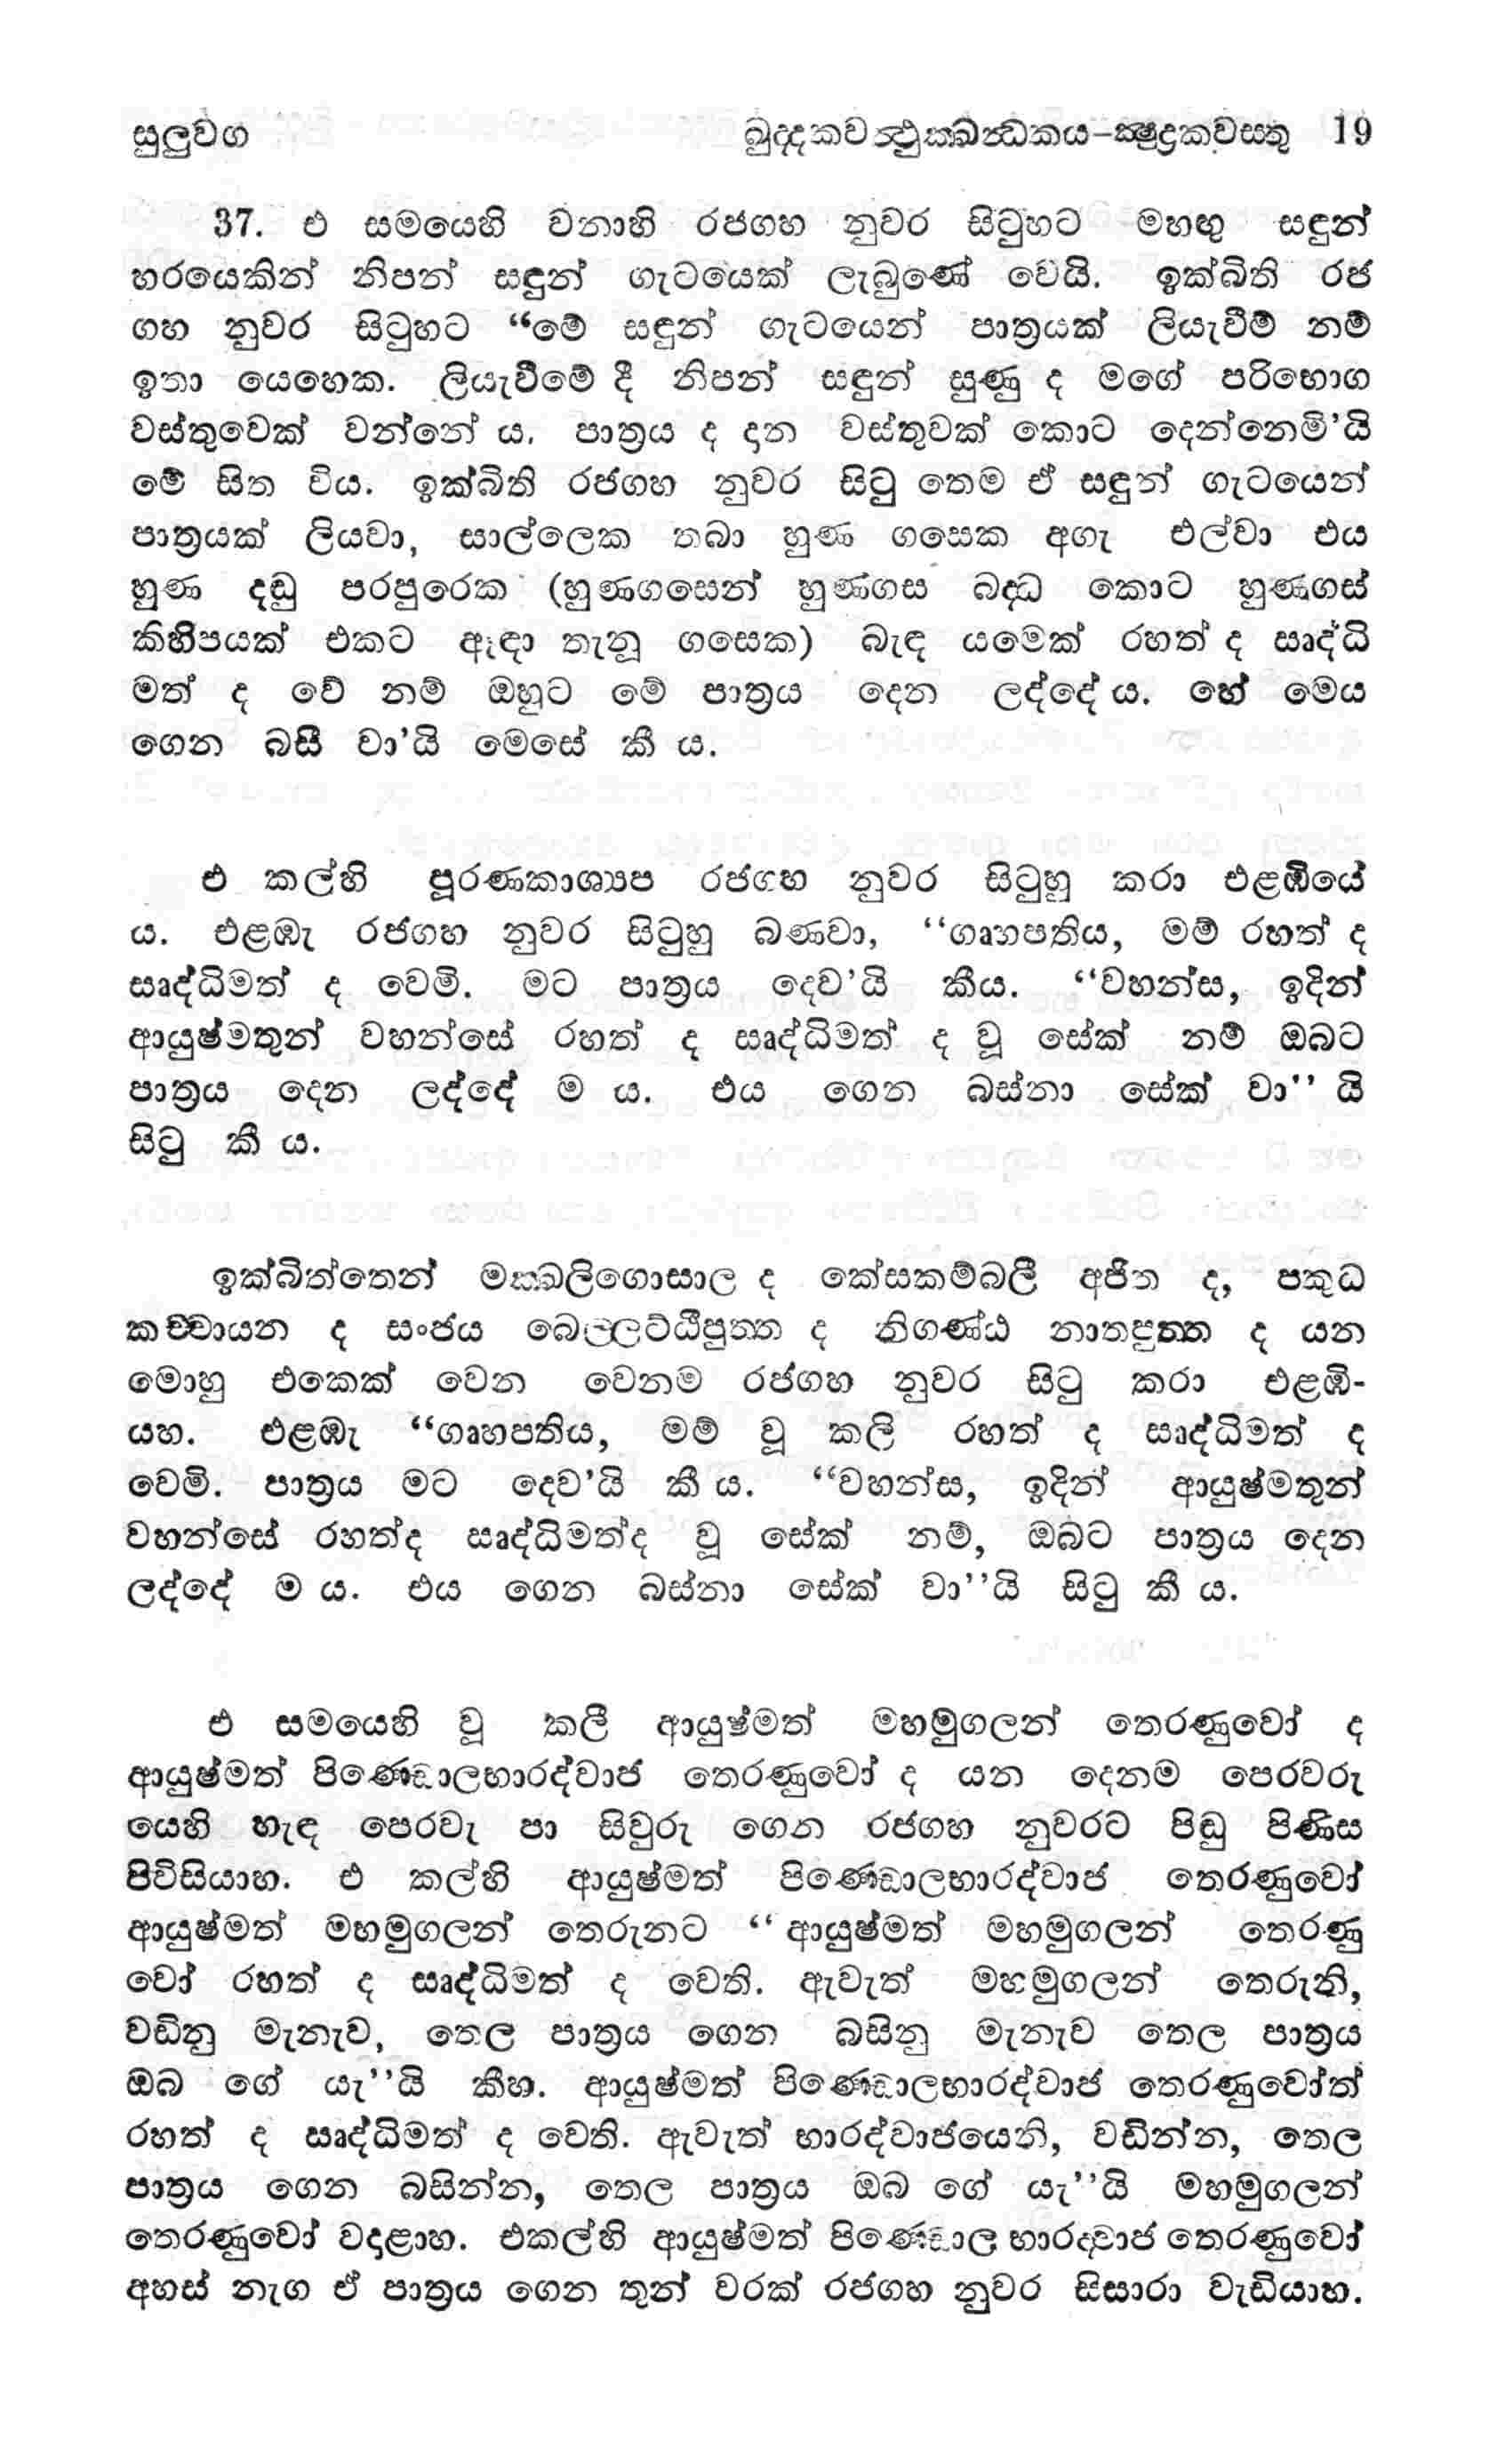 සුලුවග ඛුද්දකවත්‍ථුක්ඛන්‍ධකය-ක්‍ෂුද්‍රකවස්තු 19
37. එ සමයෙහි වනාහි රජගහ නුවර සිටුහට මහඟු සඳුන්
හරයෙකින් නිපන් සඳුන් ගැටයෙක් ලැබුණේ වෙයි. ඉක්බිති රජ
ගහ නුවර සිටුහට “මේ සඳුන් ගැටයෙන් පාත්‍රයක් ලියැවීම් නම්
ඉතා යෙහෙක. ලියැවීමේ දී නිපන් සඳුන් සුණු ද මගේ පරිභොග
වස්තුවෙක් වන්නේ ය. පාත්‍රය ද දාන වස්තුවක් කොට දෙන්නෙමි’යි
මේ සිත විය. ඉක්බිති රජගහ නුවර සිටු තෙම ඒ සඳුන් ගැටයෙන්
පාත්‍රයක් ලියවා, සාල්ලෙක තබා හුණ ගසෙක අගැ එල්වා එය
හුණ දඬු පරපුරෙක (හුණගසෙන් හුණගස බද්ධ කොට හුණගස්
කිහිපයක් එකට ඈඳා තැනූ ගසෙක) බැඳ යමෙක් රහත් ද සෘද්ධි
මත් ද වේ නම් ඔහුට මේ පාත්‍රය දෙන ලද්දේ ය. හේ මෙය
ගෙන බසී වා’යි මෙසේ කී ය.
එ කල්හි පූරණකාශ්‍යප රජගහ නුවර සිටුහු කරා එළඹියේ
ය. එළඹැ රජගහ නුවර සිටුහු බණවා, “ගෘහපතිය, මම් රහත් ද
සෘද්ධිමත් ද වෙමි. මට පාත්‍රය දෙව’යි කීය. “වහන්ස, ඉදින්
ආයුෂ්මතුන් වහන්සේ රහත් ද සෘද්ධිමත් ද වූ සේක් නම් ඔබට
පාත්‍රය දෙන ලද්දේ ම ය. එය ගෙන බස්නා සේක් වා” යි
සිටු කී ය.
ඉක්බිත්තෙන් මක්ඛලිගොසාල ද කේසකම්බලී අජිත ද, පකුධ
කච්චායන ද සංජය බෙල්ලට්ඨිපුත්ත ද නිගණ්ඨ නාතපුත්ත ද යන
මොහු එකෙක් වෙන වෙනම රජගහ නුවර සිටු කරා එළඹි-
යහ. එළඹැ “ගෘහපතිය, මම් වූ කලි රහත් ද සෘද්ධිමත් ද
වෙමි. පාත්‍රය මට දෙව’යි කී ය. “වහන්ස, ඉදින් ආයුෂ්මතුන්
වහන්සේ රහත්ද සෘද්ධිමත්ද වූ සේක් නම්, ඔබට පාත්‍රය දෙන
ලද්දේ ම ය. එය ගෙන බස්නා සේක් වා”යි සිටු කී ය.
එ සමයෙහි වූ කලී ආයුෂ්මත් මහමුගලන් තෙරණුවෝ ද
ආයුෂ්මත් පිණ්ඩොලභාරද්වාජ තෙරණුවෝ ද යන දෙනම පෙරවරු
යෙහි හැඳ පෙරවැ පා සිවුරු ගෙන රජගහ නුවරට පිඬු පිණිස
පිවිසියාහ. එ කල්හි ආයුෂ්මත් පිණ්ඩොලභාරද්වාජ තෙරණුවෝ
ආයුෂ්මත් මහමුගලන් තෙරුනට “ආයුෂ්මත් මහමුගලන් තෙරණු
වෝ රහත් ද සෘද්ධිමත් ද වෙති. ඇවැත් මහමුගලන් තෙරුනි,
වඩිනු මැනැව, තෙල පාත්‍රය ගෙන බසිනු මැනැව තෙල පාත්‍රය
ඔබ ගේ යැ”යි කීහ. ආයුෂ්මත් පිණ්ඩොලභාරද්වාජ තෙරණුවෝත්
රහත් ද සෘද්ධිමත් ද වෙති. ඇවැත් භාරද්වාජයෙනි, වඩින්න, තෙල
පාත්‍රය ගෙන බසින්න, තෙල පාත්‍රය ඔබ ගේ යැ”යි මහමුගලන්
තෙරණුවෝ වදාළාහ. එකල්හි ආයුෂ්මත් පිණ්ඩොල භාරද්වාජ තෙරණුවෝ
අහස් නැග ඒ පාත්‍රය ගෙන තුන් වරක් රජගහ නුවර සිසාරා වැඩියාහ.